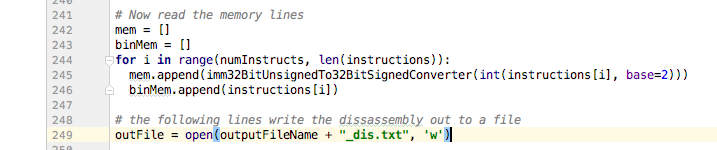 240
241 # Now read the memory lines
242 mem = []
243 binMem = []
244 for i in range(numInstructs, len(instructions)):
245 mem.append(imm32BitUnsignedTo32BitSignedConverter(int(instructions[i], base=2)))
246 binMem.append(instructions[i])
247
248 # the following lines write the dissassembly out to a file
249 outFile = open(outputFileName + "_dis.txt", 'w')
250